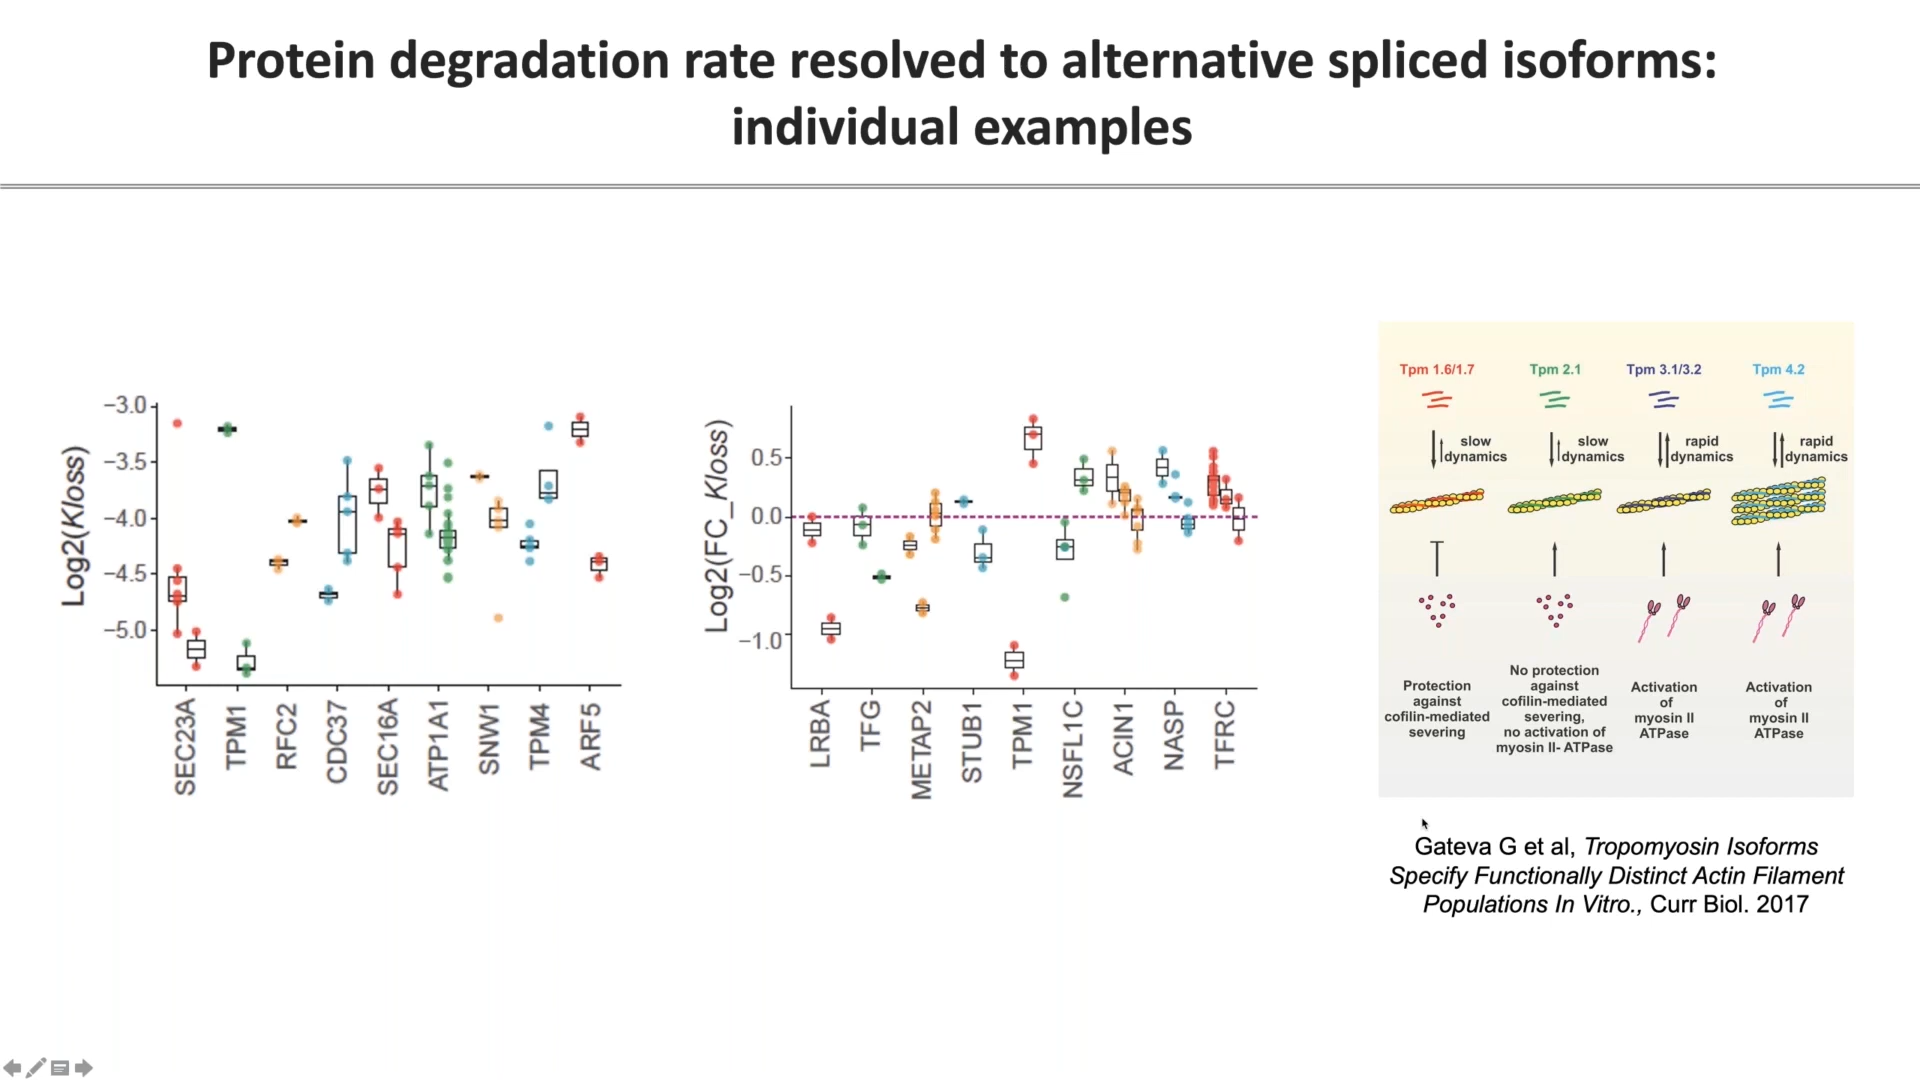 Protein degradation rate resolved to alternative spliced isoforms:
individual examples
Log2(Kloss)
−3.0
−3.5
−4.0
−4.5
−5.0
SEC23A
TPM1
RFC2
CDC37
SEC16A
ATP1A1
SNW1
TPM4
ARF5
Log2(FC_Kloss)
0.5
0.0
−0.5
−1.0
LRBA
TFG
METAP2
STUB1
TPM1
NSFL1C
ACIN1
NASP
TFRC
Tpm 1.6/1.7
Tpm 2.1
Tpm 3.1/3.2
Tpm 4.2
slow
dynamics
slow
dynamics
rapid
dynamics
rapid
dynamics
Protection
against
cofilin-mediated
severing
No protection
against
cofilin-mediated
severing,
no activation of
myosin II- ATPase
Activation
of
myosin II
ATPase
Activation
of
myosin II
ATPase
Gateva G et al, Tropomyosin Isoforms
Specify Functionally Distinct Actin Filament
Populations In Vitro., Curr Biol. 2017